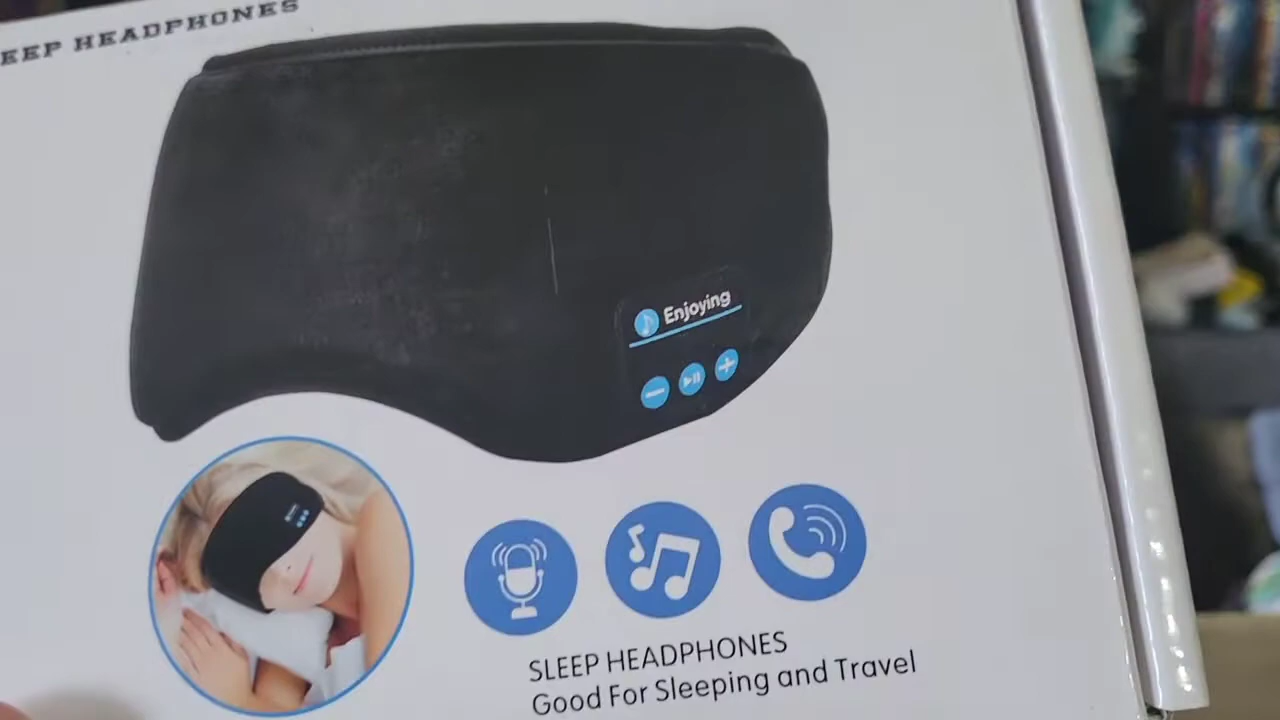 EEP HEADPHONES
Enjoying
SLEEP HEADPHONES
Good For Sleeping and Travel